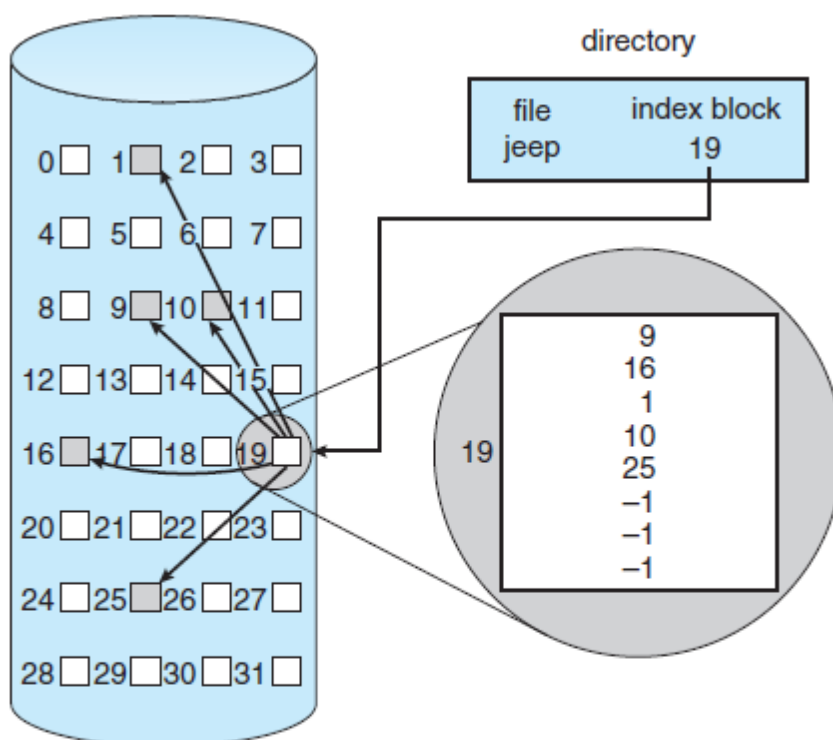 directory
file index block
jeep 19
0 1 2 3
4 5 6 7
8 9 10 11
12 13 14 15
16 17 18 19
20 21 22 23
24 25 26 27
28 29 30 31
19
9
16
1
10
25
–1
–1
–1